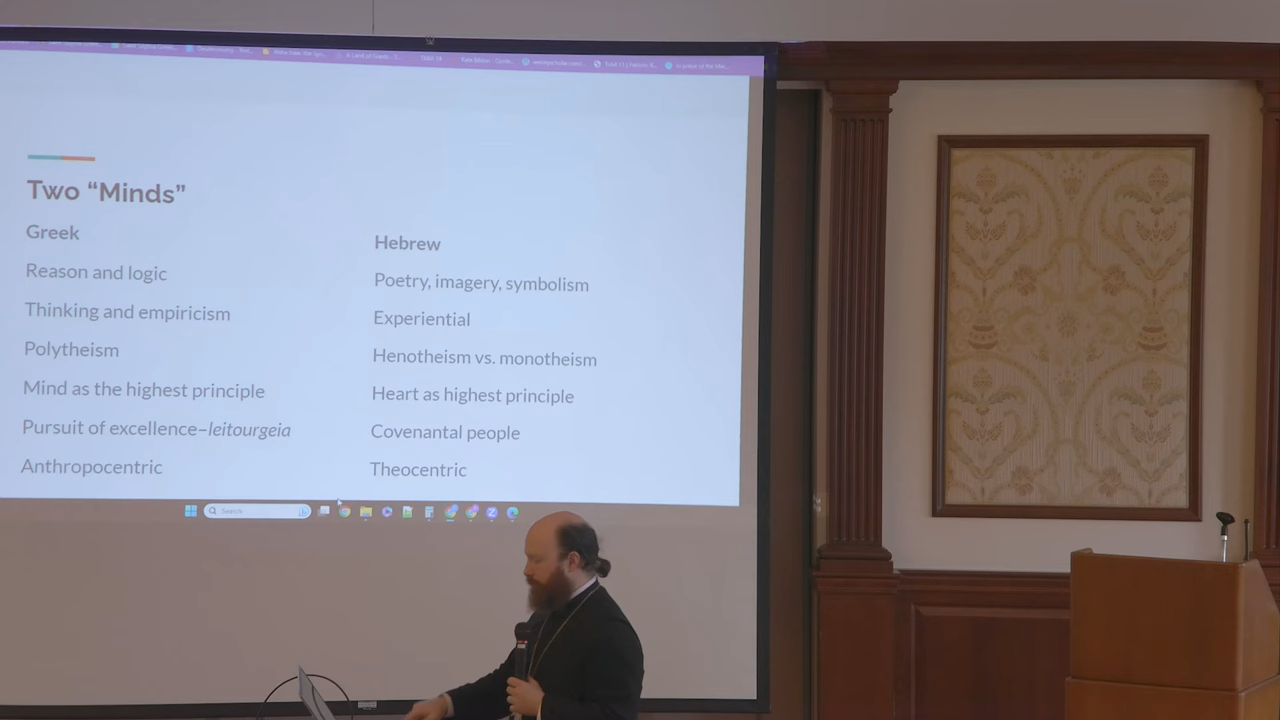 Two “Minds”
Greek
Reason and logic
Thinking and empiricism
Polytheism
Mind as the highest principle
Pursuit of excellence–leitourgeia
Anthropocentric
Hebrew
Poetry, imagery, symbolism
Experiential
Henotheism vs. monotheism
Heart as highest principle
Covenantal people
Theocentric
Search